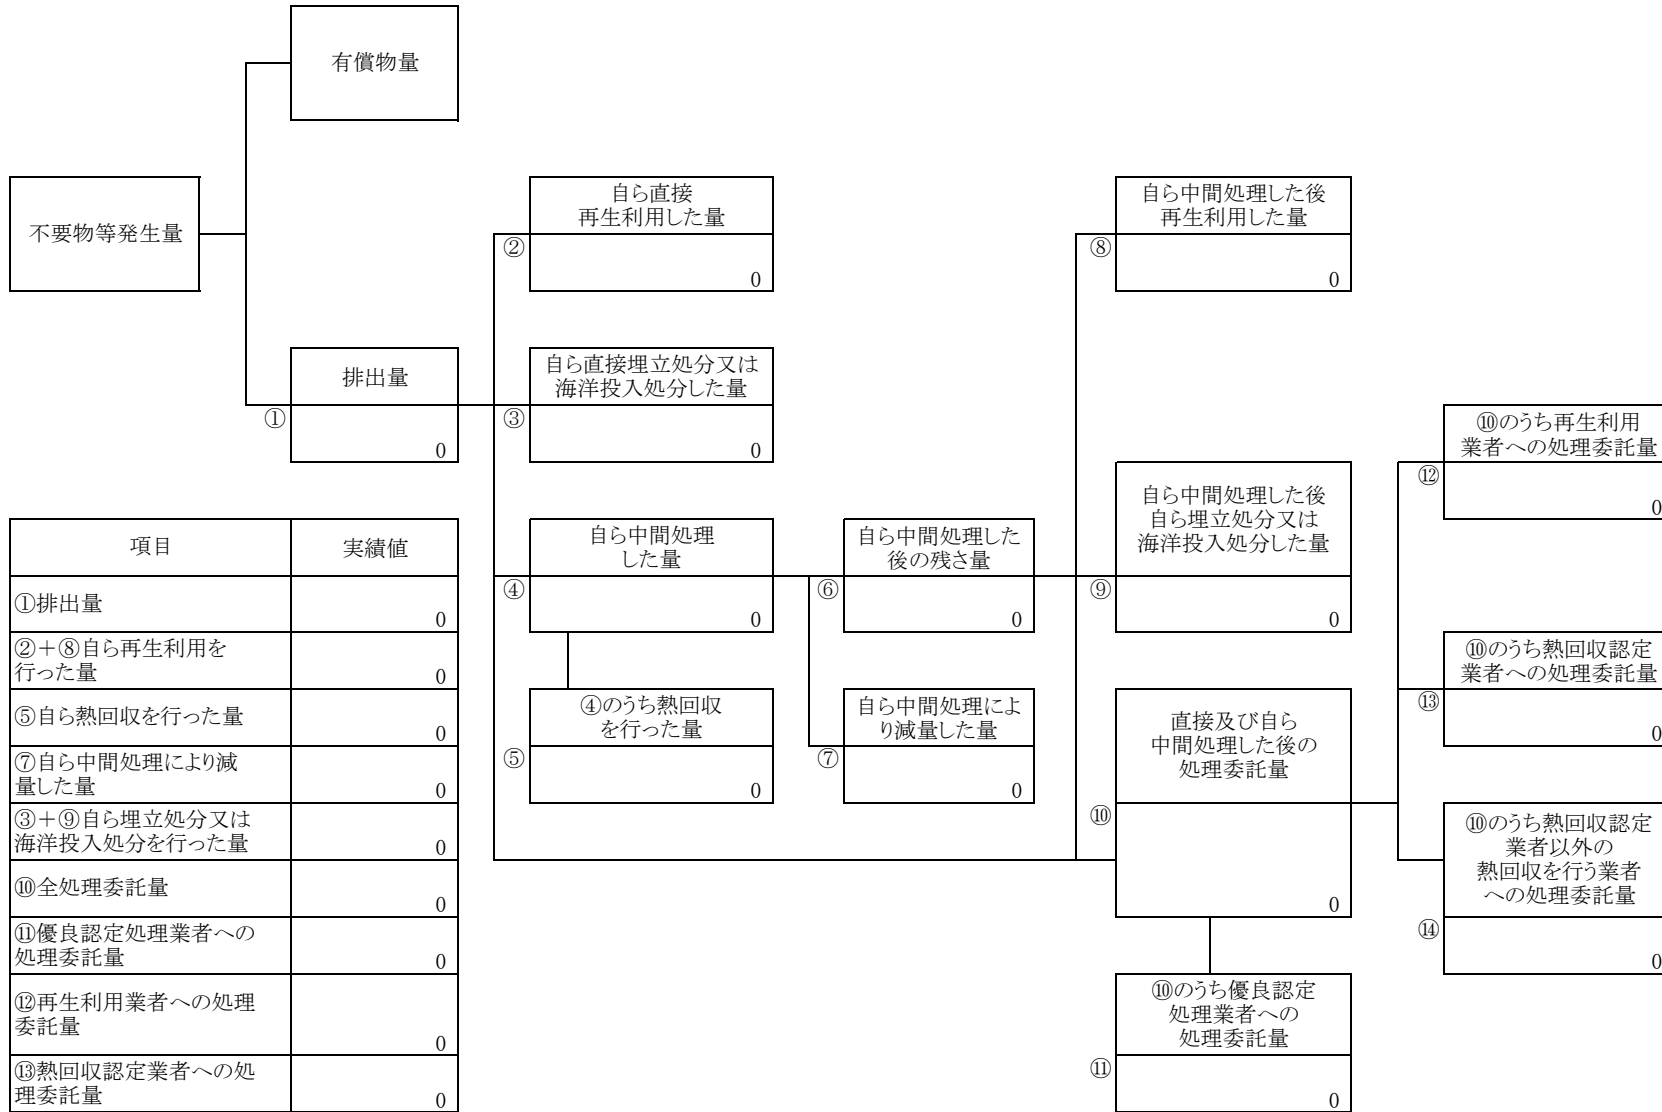 有償物量
不要物等発生量
自ら直接
再生利用した量
②
0
自ら中間処理した後
再生利用した量
⑧
0
排出量
①
0
自ら直接埋立処分又は
海洋投入処分した量
③
0
⑩のうち再生利用
業者への処理委託量
⑫
0
自ら中間処理
した量
④
0
自ら中間処理した
後の残さ量
⑥
0
自ら中間処理した後
自ら埋立処分又は
海洋投入処分した量
⑨
0
⑩のうち熱回収認定
業者への処理委託量
⑬
0
④のうち熱回収
を行った量
⑤
0
自ら中間処理によ
り減量した量
⑦
0
直接及び自ら
中間処理した後の
処理委託量
⑩
0
⑩のうち熱回収認定
業者以外の
熱回収を行う業者
への処理委託量
⑭
0
⑩のうち優良認定
処理業者への
処理委託量
⑪
0
項目 実績値
①排出量 0
②＋⑧自ら再生利用を
行った量 0
⑤自ら熱回収を行った量 0
⑦自ら中間処理により減
量した量 0
③＋⑨自ら埋立処分又は
海洋投入処分を行った量 0
⑩全処理委託量 0
⑪優良認定処理業者への
処理委託量 0
⑫再生利用業者への処理
委託量 0
⑬熱回収認定業者への処
理委託量 0